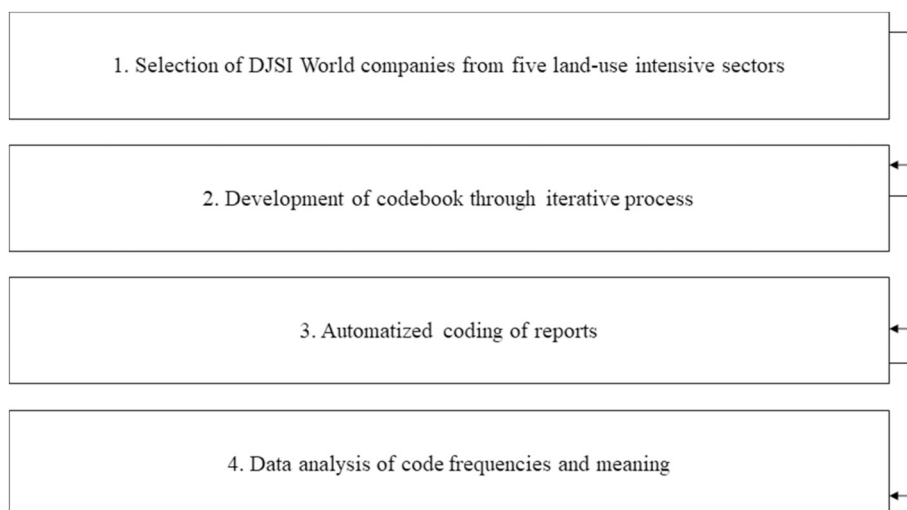 1. Selection of DJSI World companies from five land-use intensive sectors
2. Development of codebook through iterative process
3. Automatized coding of reports
4. Data analysis of code frequencies and meaning